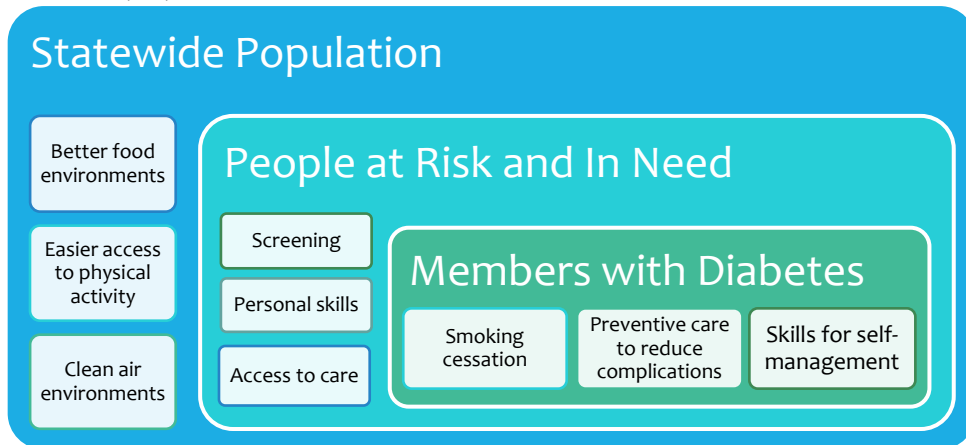 Statewide Population
Better food
environments
Easier access
to physical
activity
Clean air
environments
People at Risk and In Need
Screening
Personal skills
Access to care
Members with Diabetes
Smoking
cessation
Preventive care
to reduce
complications
Skills for self-
management